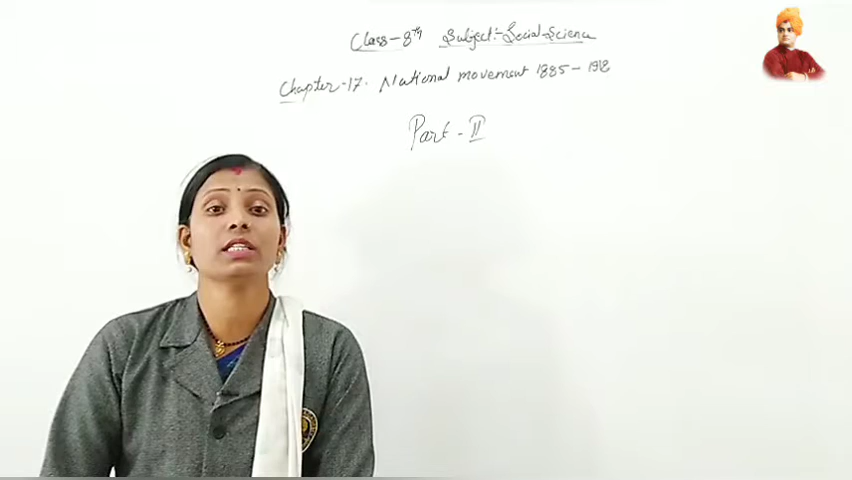 Class-8th Subject:-Social-Science
Chapter-17. National movement 1885-1918
Part-II